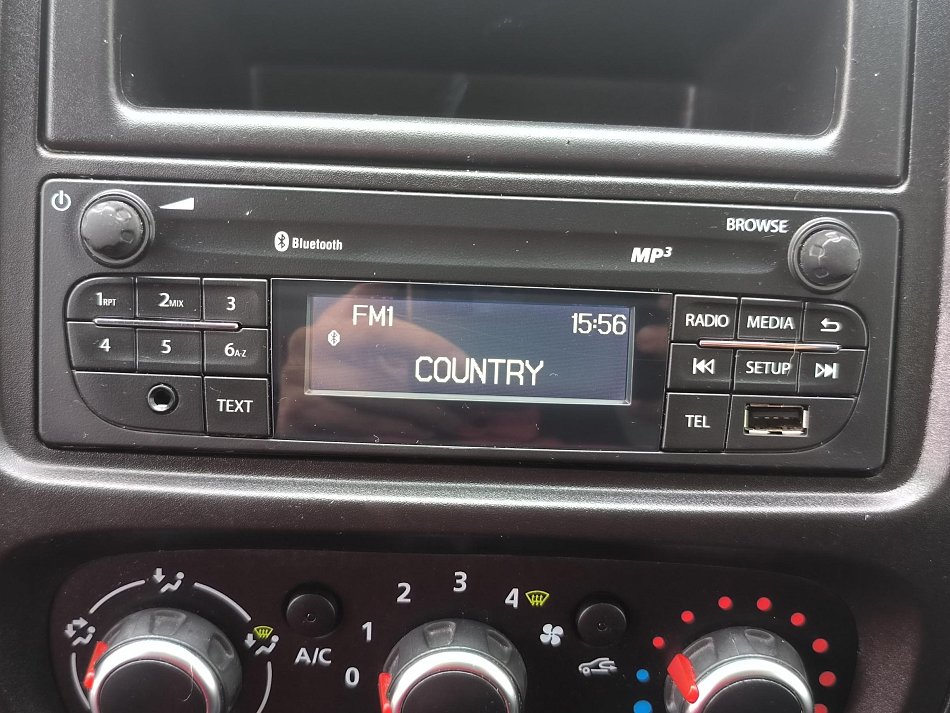 BROWSE
Bluetooth
MP3
1RPT 2MIX 3
FM1 15:56
RADIO MEDIA
4 5 6A-Z
COUNTRY
SETUP
TEXT
TEL
0 1 2 3 4
A/C